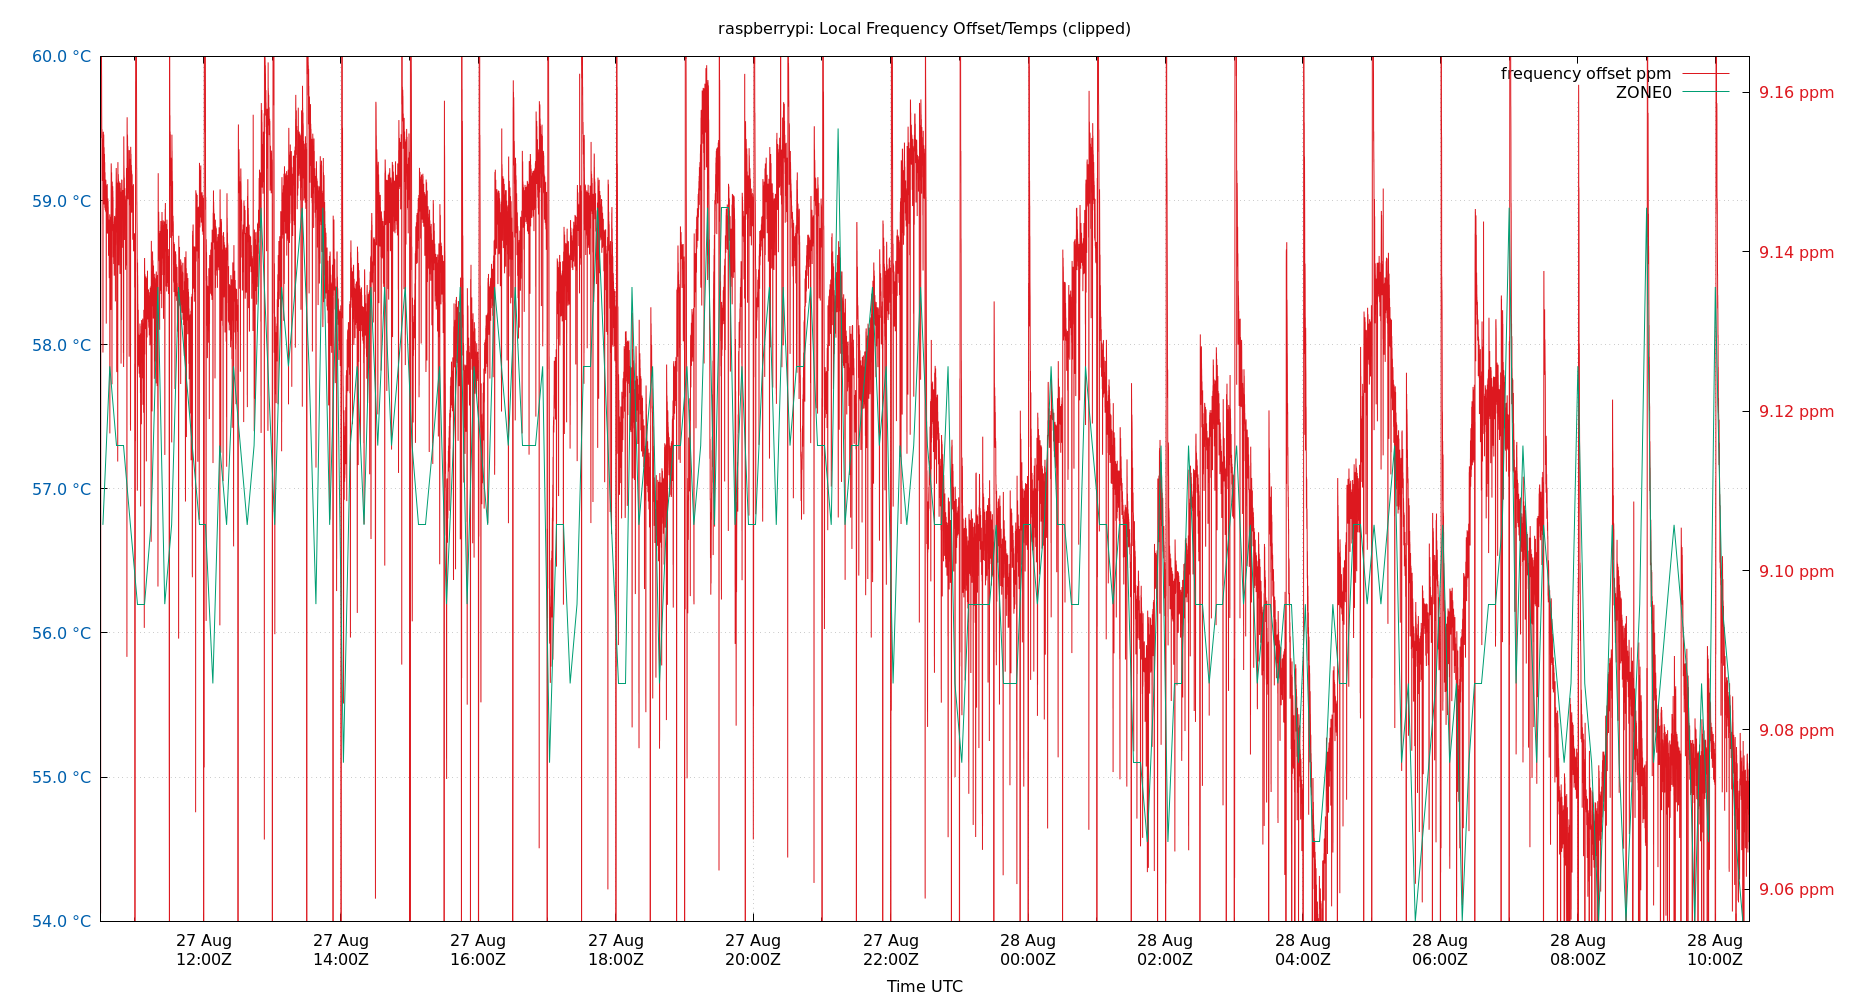 raspberrypi: Local Frequency Offset/Temps (clipped)
frequency offset ppm
ZONE0
60.0 °C
59.0 °C
58.0 °C
57.0 °C
56.0 °C
55.0 °C
54.0 °C
9.16 ppm
9.14 ppm
9.12 ppm
9.10 ppm
9.08 ppm
9.06 ppm
27 Aug 27 Aug 27 Aug 27 Aug 27 Aug 27 Aug 28 Aug 28 Aug 28 Aug 28 Aug 28 Aug 28 Aug
12:00Z 14:00Z 16:00Z 18:00Z 20:00Z 22:00Z 00:00Z 02:00Z 04:00Z 06:00Z 08:00Z 10:00Z
Time UTC